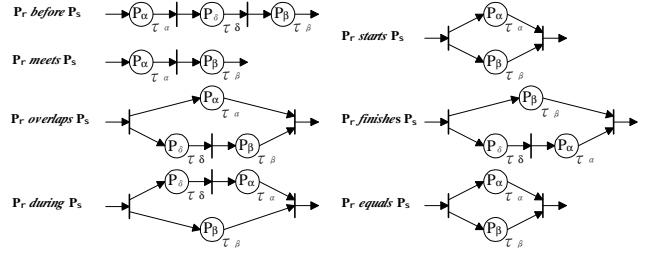 Pr before Ps
Pα Pδ Pβ
τ α τ δ τ β
Pr meets Ps
Pα Pβ
τ α τ β
Pr overlaps Ps
Pα
τ α
Pδ Pβ
τ δ τ β
Pr during Ps
Pδ Pα
τ δ τ α
Pβ
τ β
Pr starts Ps
Pα
τ α
Pβ
τ β
Pr finishes Ps
Pβ
τ β
Pδ Pα
τ δ τ α
Pr equals Ps
Pα
τ α
Pβ
τ β